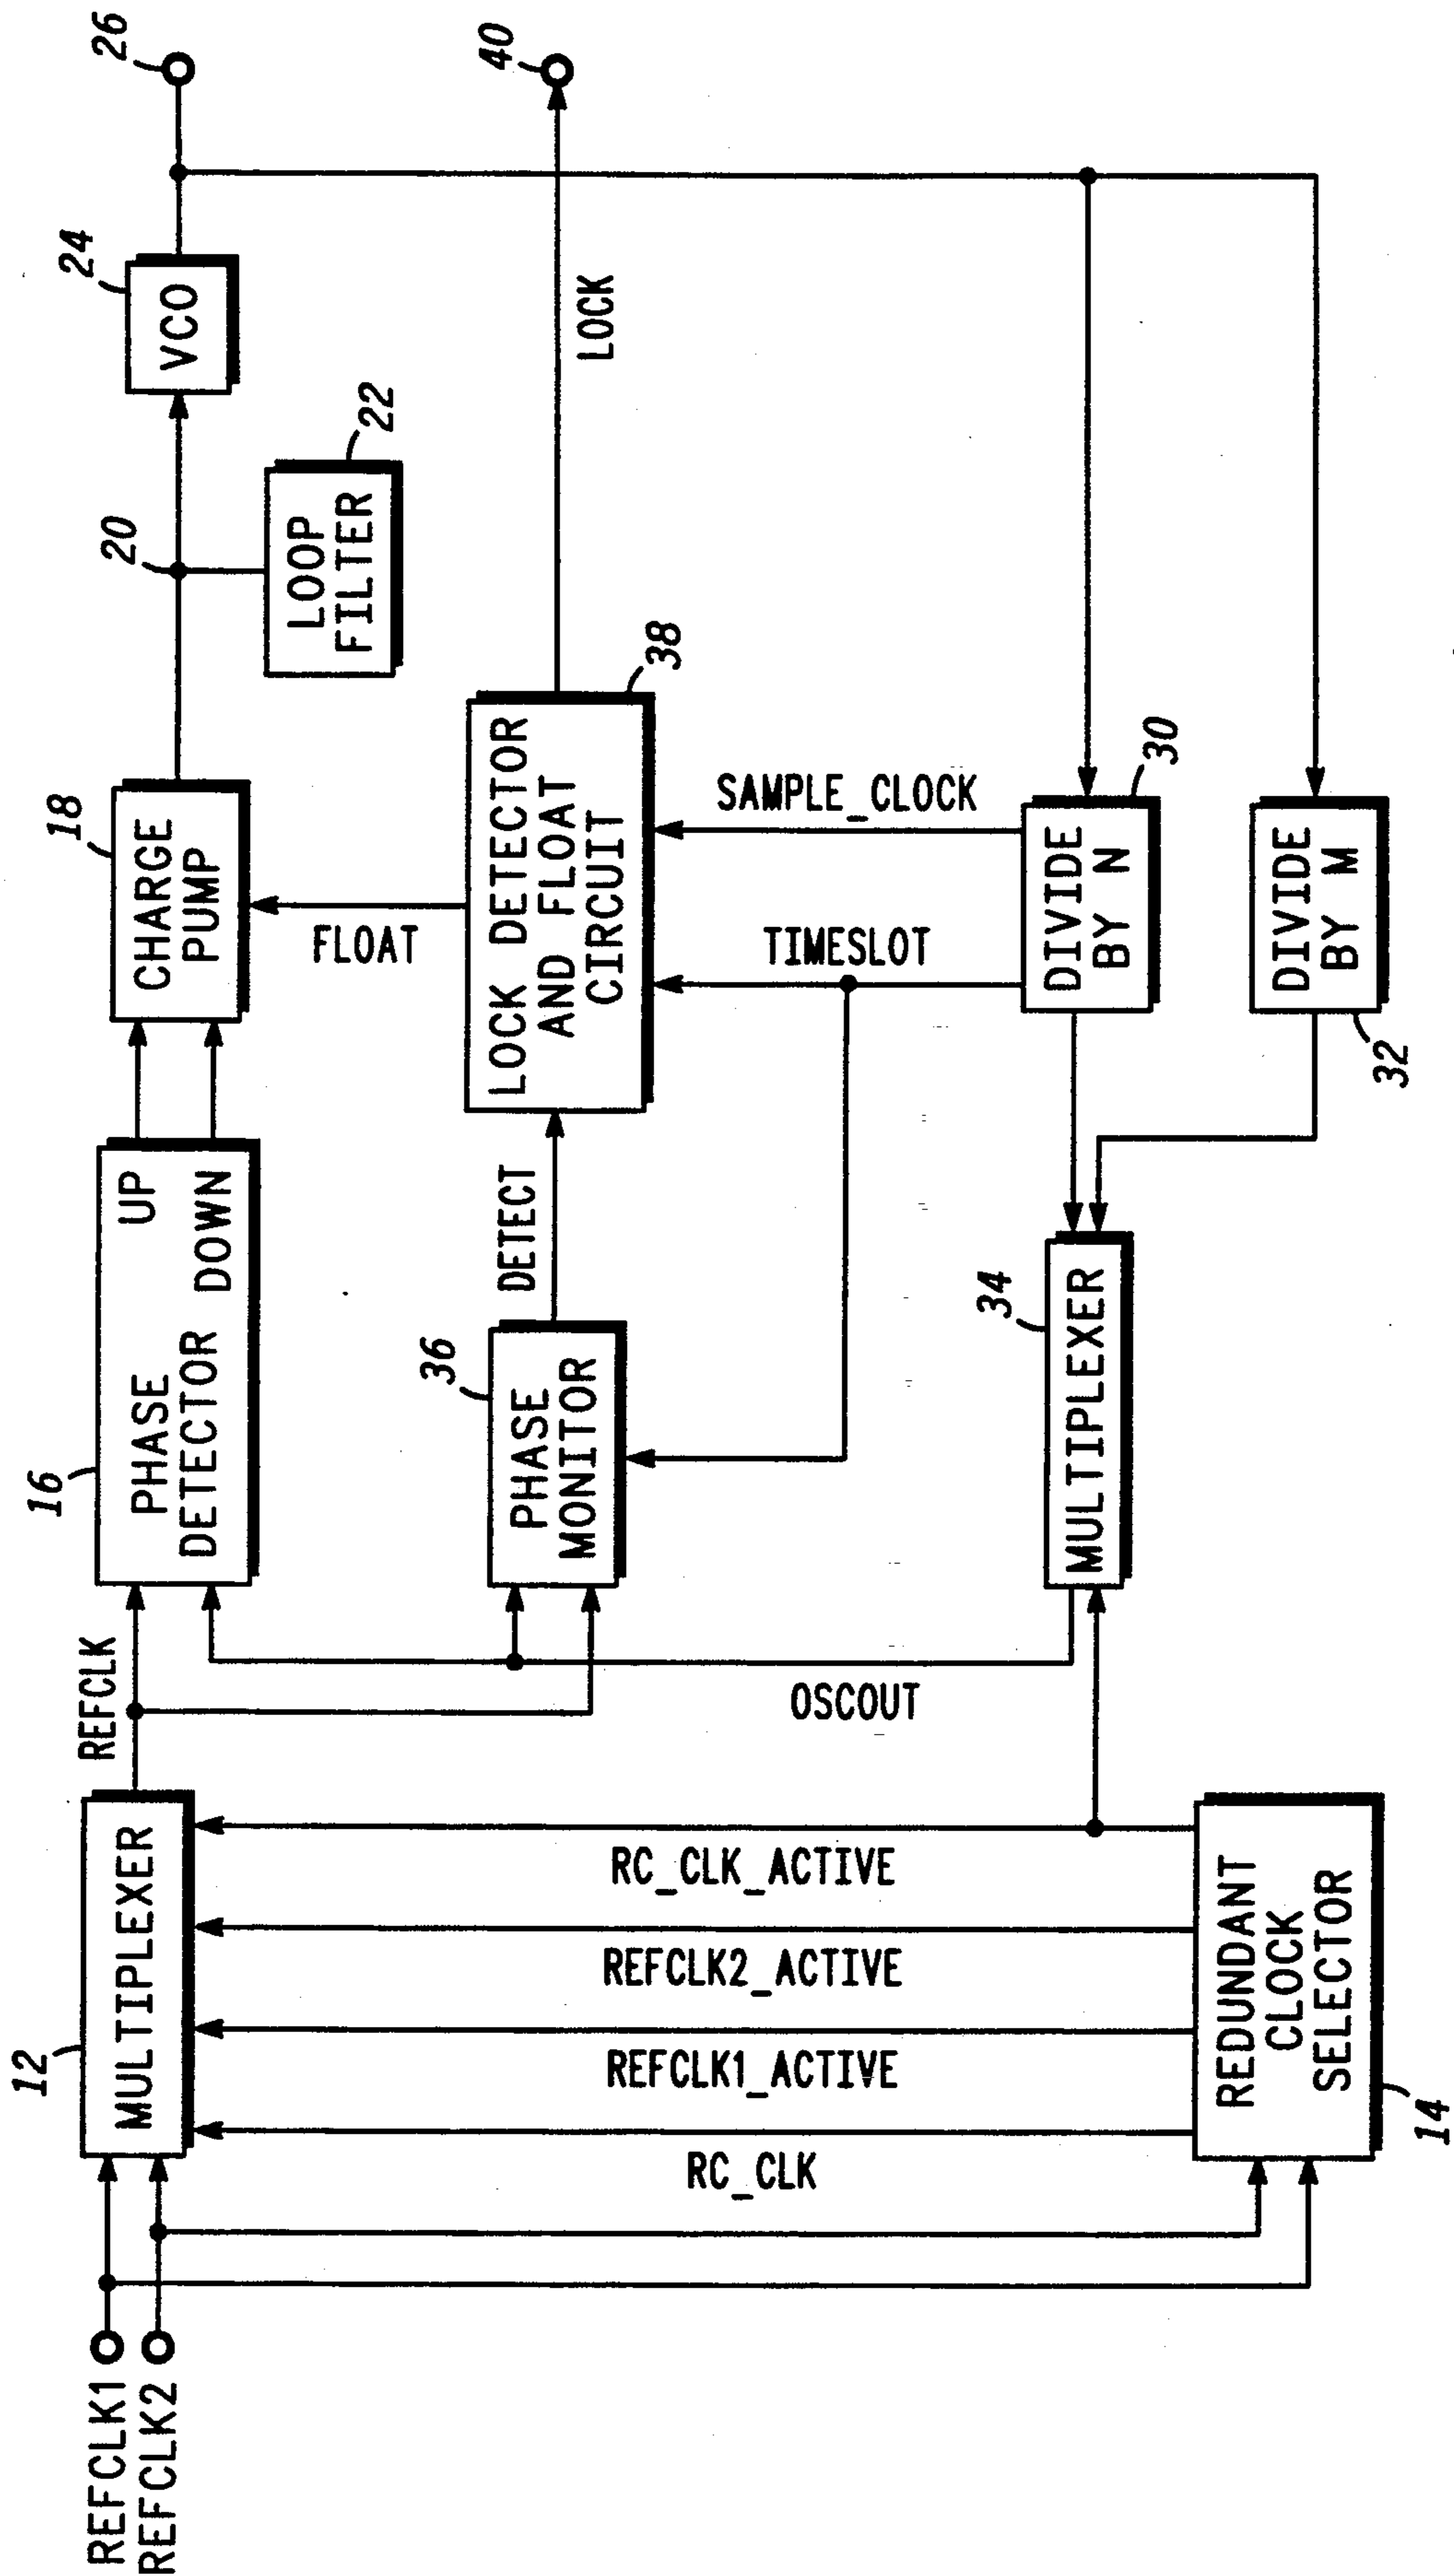 REFCLK1
REFCLK2
12
MULTIPLEXER
REFCLK
16
PHASE
DETECTOR
UP
DOWN
18
CHARGE
PUMP
20
LOOP
FILTER
22
24
VCO
26
36
PHASE
MONITOR
DETECT
FLOAT
LOCK DETECTOR
AND FLOAT
CIRCUIT
38
LOCK
40
RC_CLK
REFCLK1_ACTIVE
REFCLK2_ACTIVE
RC_CLK_ACTIVE
OSCOUT
TIMESLOT
SAMPLE_CLOCK
34
MULTIPLEXER
DIVIDE
BY N
30
REDUNDANT
CLOCK
SELECTOR
14
DIVIDE
BY M
32